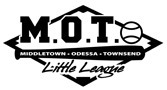 M.O.T.
MIDDLETOWN • ODESSA • TOWNSEND
Little League